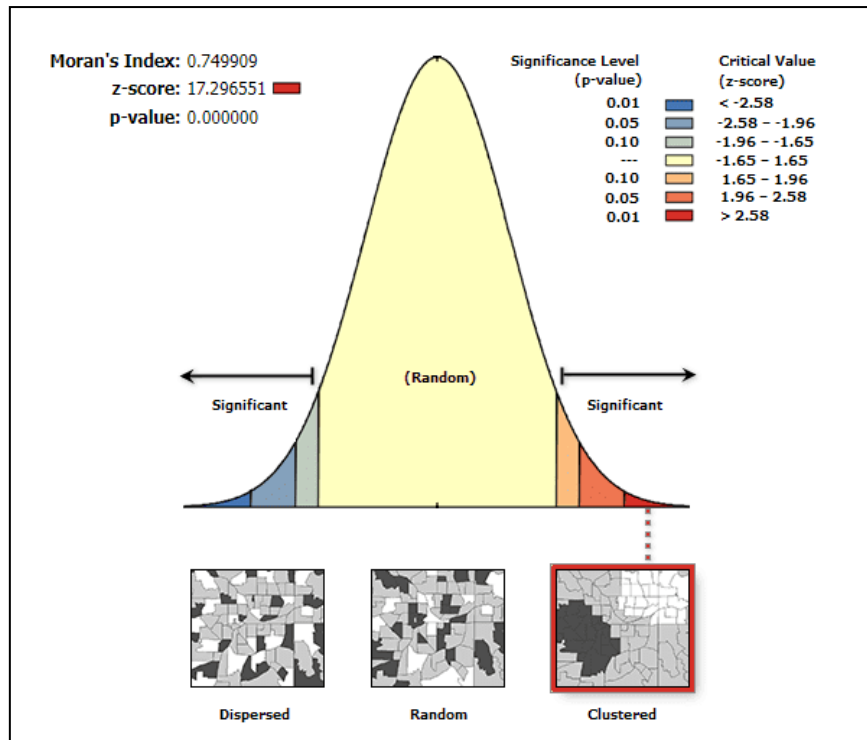 Moran's Index: 0.749909
z-score: 17.296551
p-value: 0.000000
Significance Level
(p-value)
Critical Value
(z-score)
0.01 < -2.58
0.05 -2.58 – -1.96
0.10 -1.96 – -1.65
--- -1.65 – 1.65
0.10 1.65 – 1.96
0.05 1.96 – 2.58
0.01 > 2.58
(Random)
Significant
Significant
Dispersed
Random
Clustered